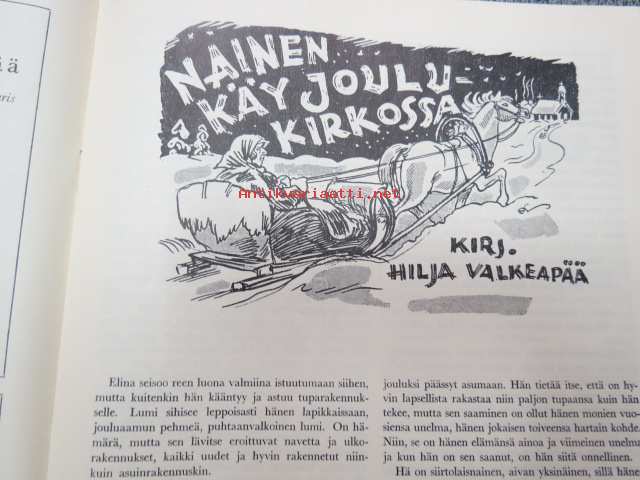 ä ä
ris
NAINEN
KÄY JOULU-
KIRKOSSA
Antikvariaatti.net
KIRJ.
HILJA VALKEAPÄÄ
Elina seisoo reen luona valmiina istuutumaan siihen,
mutta kuitenkin hän kääntyy ja astuu tuparakennuk-
selle. Lumi sihisee leppoisasti hänen lapikkaissaan,
jouluaamun pehmeä, puhtaanvalkoinen lumi. On hä-
märä, mutta sen lävitse eroittuvat navetta ja ulko-
rakennukset, kaikki uudet ja hyvin rakennetut niin-
kuin asuinrakennuskin.
jouluksi päässyt asumaan. Hän tietää itse, että on hy-
vin lapsellista rakastaa niin paljon tupaansa kuin hän
tekee, mutta sen saaminen on ollut hänen monien vuo-
siensa unelma, hänen jokaisen toiveensa hartain kohde.
Niin, se on hänen elämänsä ainoa ja viimeinen unelma
ja kun hän on sen saanut, on hän siitä onnellinen.
Hä on siirtolaisnainen, aivan yksinäinen, sillä häne